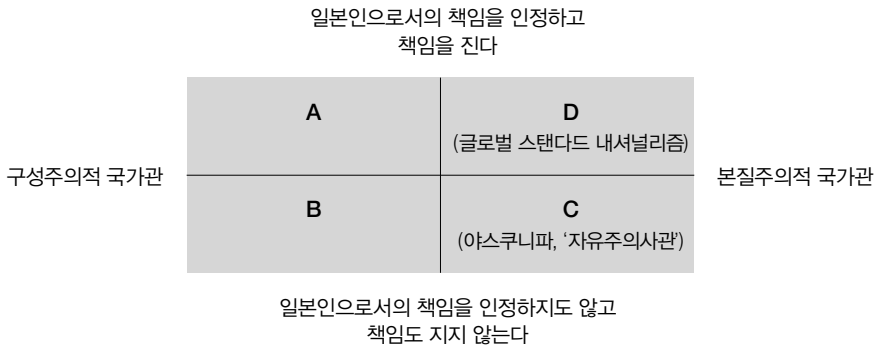 일본인으로서의 책임을 인정하고
책임을 진다
A
D
(글로벌 스탠다드 내셔널리즘)
구성주의적 국가관
본질주의적 국가관
B
C
(야스쿠니파, ‘자유주의사관’)
일본인으로서의 책임을 인정하지도 않고
책임도 지지 않는다